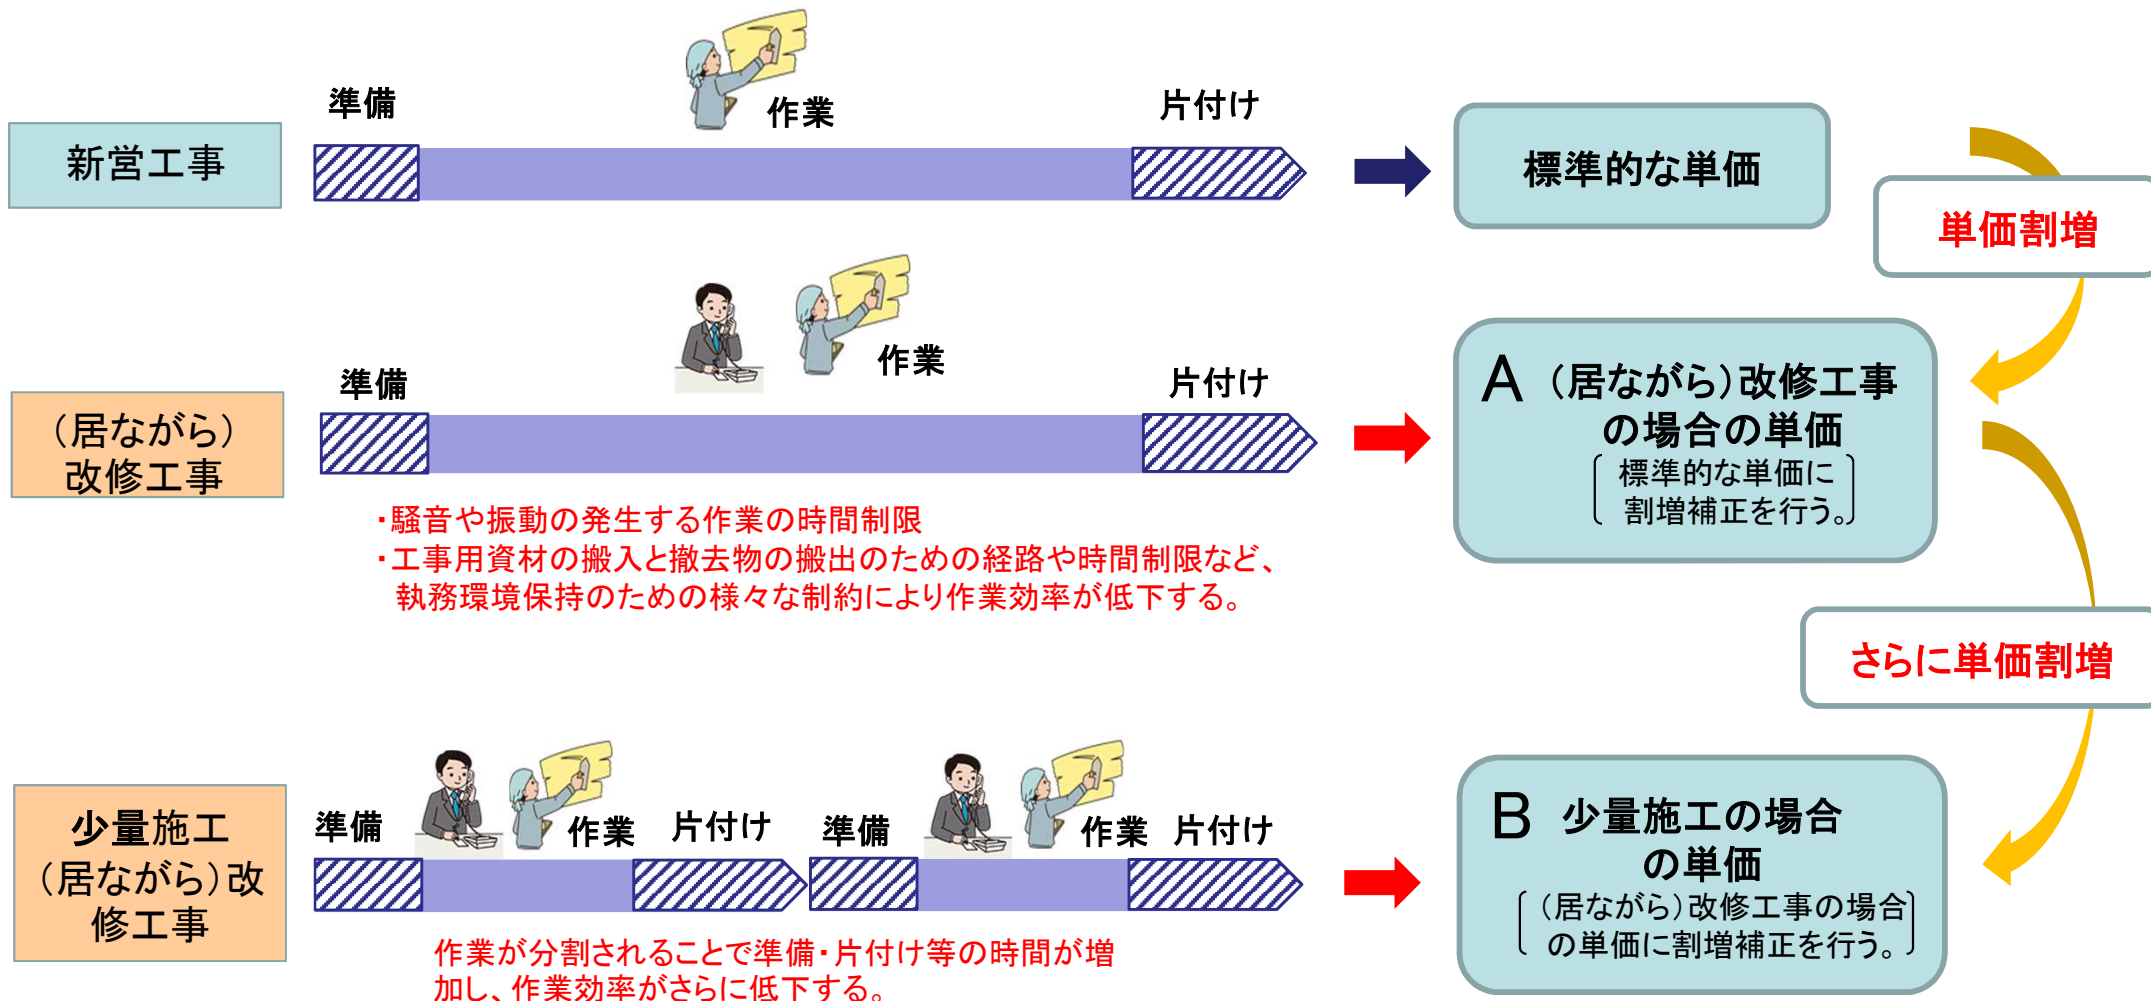 準備
作業
片付け
新営工事
標準的な単価
単価割増
準備
作業
片付け
（居ながら）
改修工事
A （居ながら）改修工事
の場合の単価
標準的な単価に
割増補正を行う。
・騒音や振動の発生する作業の時間制限
・工事用資材の搬入と撤去物の搬出のための経路や時間制限など、
執務環境保持のための様々な制約により作業効率が低下する。
さらに単価割増
少量施工
（居ながら）改
修工事
準備
作業
片付け
準備
作業
片付け
B 少量施工の場合
の単価
（居ながら）改修工事の場合
の単価に割増補正を行う。
作業が分割されることで準備・片付け等の時間が増
加し、作業効率がさらに低下する。